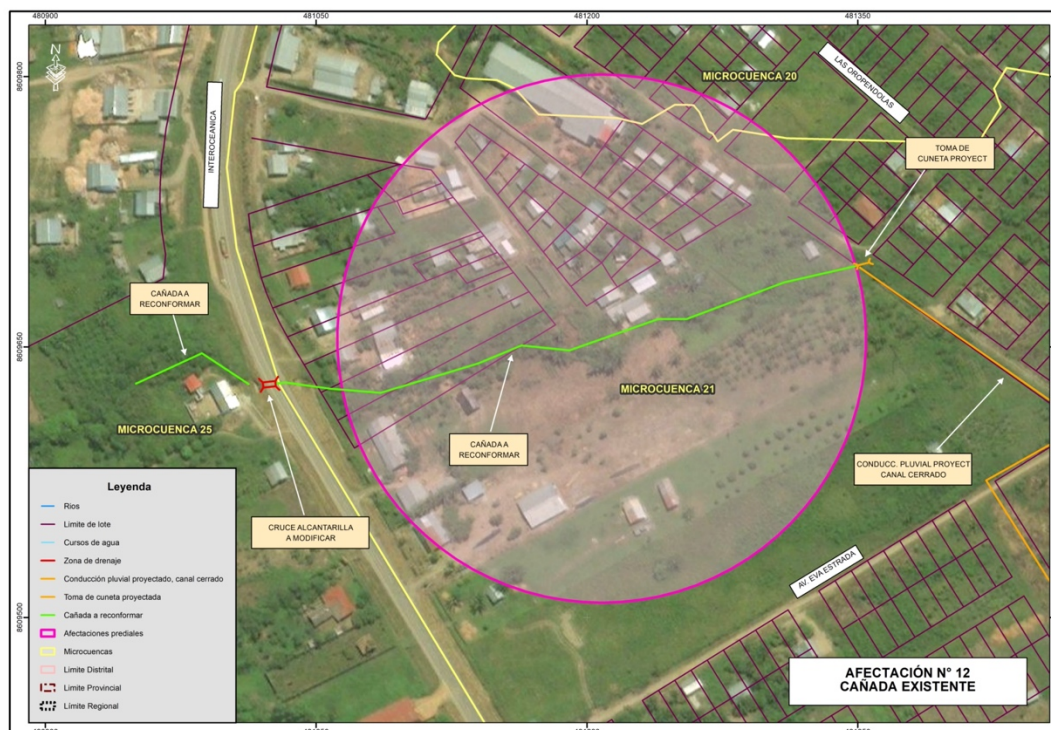 480900
481050
481200
481350
8609800
8609650
8609500
N
INTEROCEANICA
MICROCUENCA 20
LAS OROPENDOLAS
TOMA DE
CUNETA PROYECT
CAÑADA A
RECONFORMAR
MICROCUENCA 21
MICROCUENCA 25
CAÑADA A
RECONFORMAR
CONDUCC. PLUVIAL PROYECT
CANAL CERRADO
CRUCE ALCANTARILLA
A MODIFICAR
AV. EVA ESTRADA
Leyenda
Rios
Limite de lote
Cursos de agua
Zona de drenaje
Conducción pluvial proyectado, canal cerrado
Toma de cuneta proyectada
Cañada a reconformar
Afectaciones prediales
Microcuencas
Limite Distrital
Limite Provincial
Límite Regional
AFECTACIÓN N° 12
CAÑADA EXISTENTE